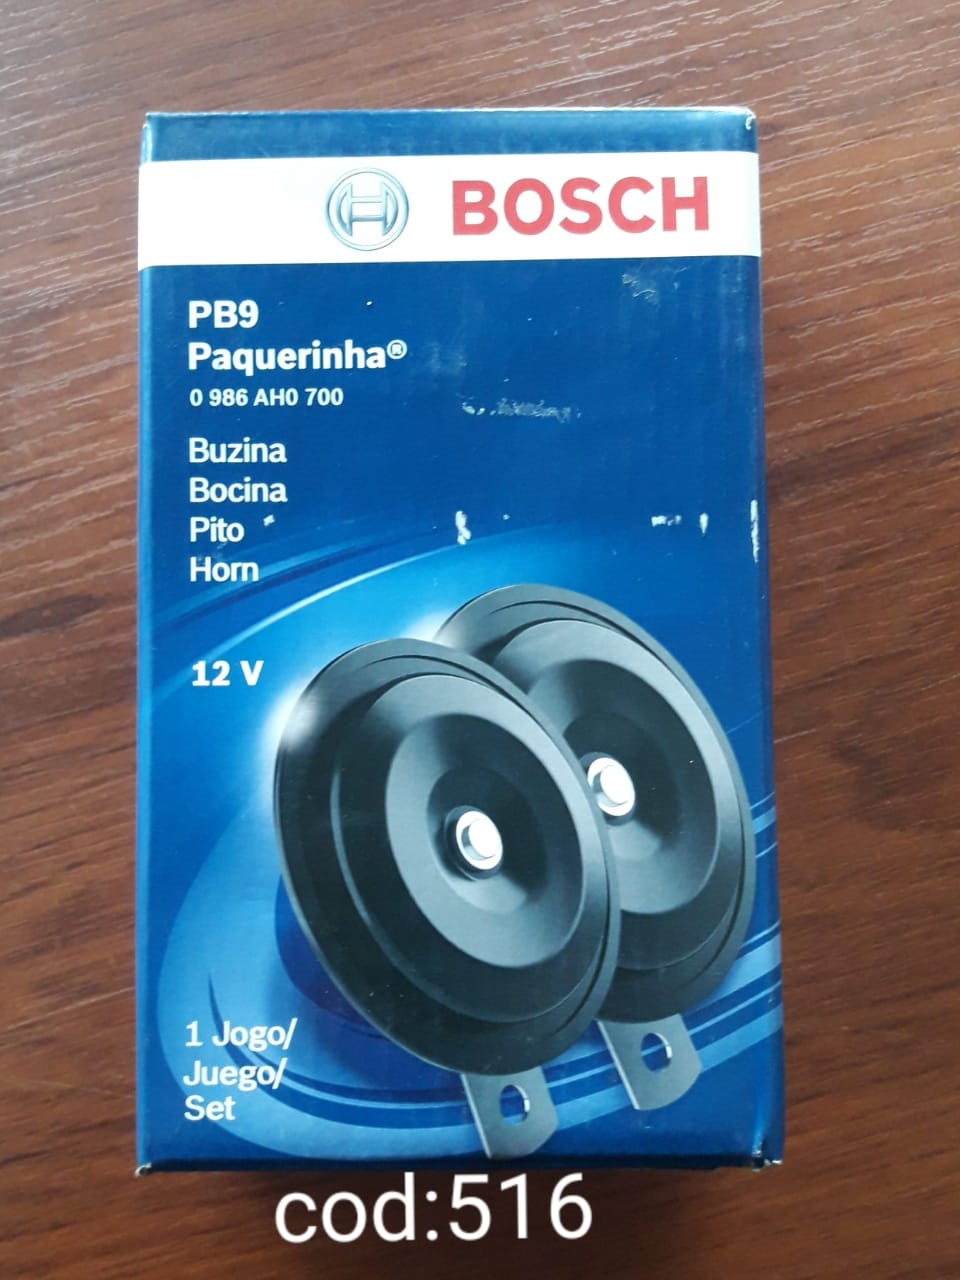 BOSCH
PB9
Paquerinha®
0 986 AH0 700
Buzina
Bocina
Pito
Horn
12 V
1 Jogo/
Juego/
Set
cod:516